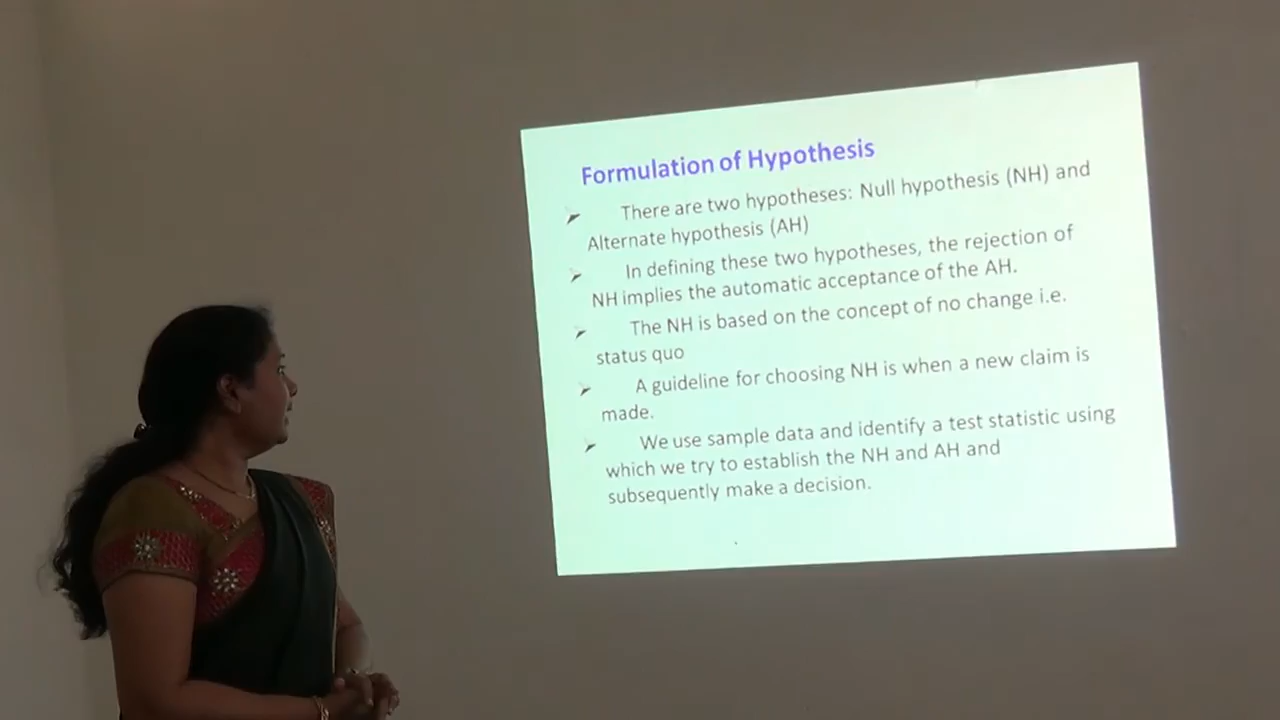 Formulation of Hypothesis
There are two hypotheses: Null hypothesis (NH) and
Alternate hypothesis (AH)
In defining these two hypotheses, the rejection of
NH implies the automatic acceptance of the AH.
The NH is based on the concept of no change i.e.
status quo
A guideline for choosing NH is when a new claim is
made.
We use sample data and identify a test statistic using
which we try to establish the NH and AH and
subsequently make a decision.